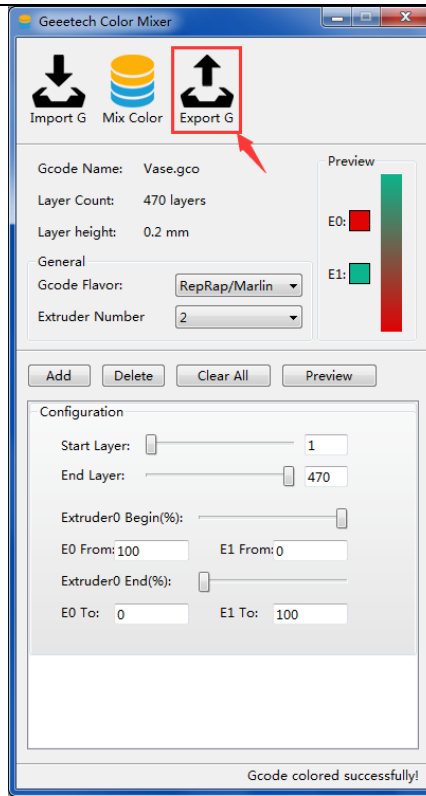 Geeetech Color Mixer
Import G Mix Color Export G
Gcode Name: Vase.gco
Layer Count: 470 layers
Layer height: 0.2 mm
Preview
E0:
E1:
General
Gcode Flavor: RepRap/Marlin
Extruder Number 2
Add Delete Clear All Preview
Configuration
Start Layer: 1
End Layer: 470
Extruder0 Begin(%):
E0 From: 100 E1 From: 0
Extruder0 End(%):
E0 To: 0 E1 To: 100
Gcode colored successfully!